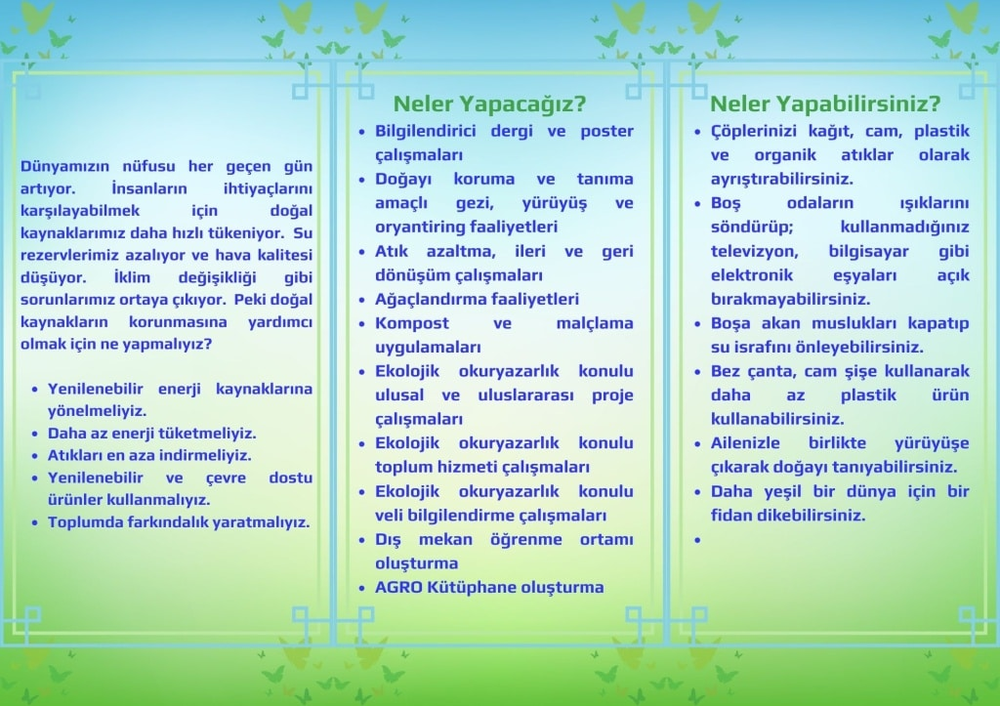 Dünyamızın nüfusu her geçen gün
artıyor. İnsanların ihtiyaçlarını
karşılayabilmek için doğal
kaynaklarımız daha hızlı tükeniyor. Su
rezervlerimiz azalıyor ve hava kalitesi
düşüyor. İklim değişikliği gibi
sorunlarımız ortaya çıkıyor. Peki doğal
kaynakların korunmasına yardımcı
olmak için ne yapmalıyız?
• Yenilenebilir enerji kaynaklarına
yönelmeliyiz.
• Daha az enerji tüketmeliyiz.
• Atıkları en aza indirmeliyiz.
• Yenilenebilir ve çevre dostu
ürünler kullanmalıyız.
• Toplumda farkındalık yaratmalıyız.
Neler Yapacağız?
• Bilgilendirici dergi ve poster
çalışmaları
• Doğayı koruma ve tanıma
amaçlı gezi, yürüyüş ve
oryantiring faaliyetleri
• Atık azaltma, ileri ve geri
dönüşüm çalışmaları
• Ağaçlandırma faaliyetleri
• Kompost ve malçlama
uygulamaları
• Ekolojik okuryazarlık konulu
ulusal ve uluslararası proje
çalışmaları
• Ekolojik okuryazarlık konulu
toplum hizmeti çalışmaları
• Ekolojik okuryazarlık konulu
veli bilgilendirme çalışmaları
• Dış mekan öğrenme ortamı
oluşturma
• AGRO Kütüphane oluşturma
Neler Yapabilirsiniz?
• Çöplerinizi kağıt, cam, plastik
ve organik atıklar olarak
ayrıştırabilirsiniz.
• Boş odaların ışıklarını
söndürüp; kullanmadığınız
televizyon, bilgisayar gibi
elektronik eşyaları açık
bırakmayabilirsiniz.
• Boşa akan muslukları kapatıp
su israfını önleyebilirsiniz.
• Bez çanta, cam şişe kullanarak
daha az plastik ürün
kullanabilirsiniz.
• Ailenizle birlikte yürüyüşe
çıkarak doğayı tanıyabilirsiniz.
• Daha yeşil bir dünya için bir
fidan dikebilirsiniz.
•